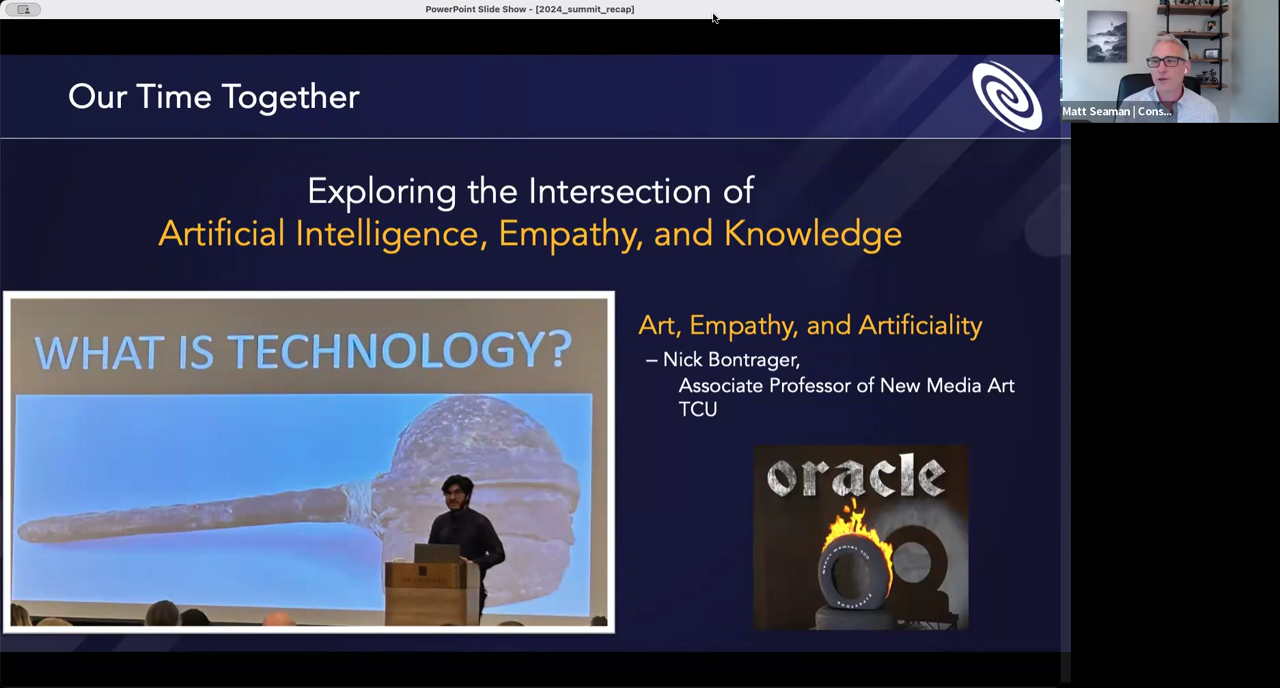 PowerPoint Slide Show - [2024_summit_recap]
Matt Seaman | Cons...
Our Time Together
Exploring the Intersection of
Artificial Intelligence, Empathy, and Knowledge
WHAT IS TECHNOLOGY?
Art, Empathy, and Artificiality
– Nick Bontrager,
Associate Professor of New Media Art
TCU
oracle